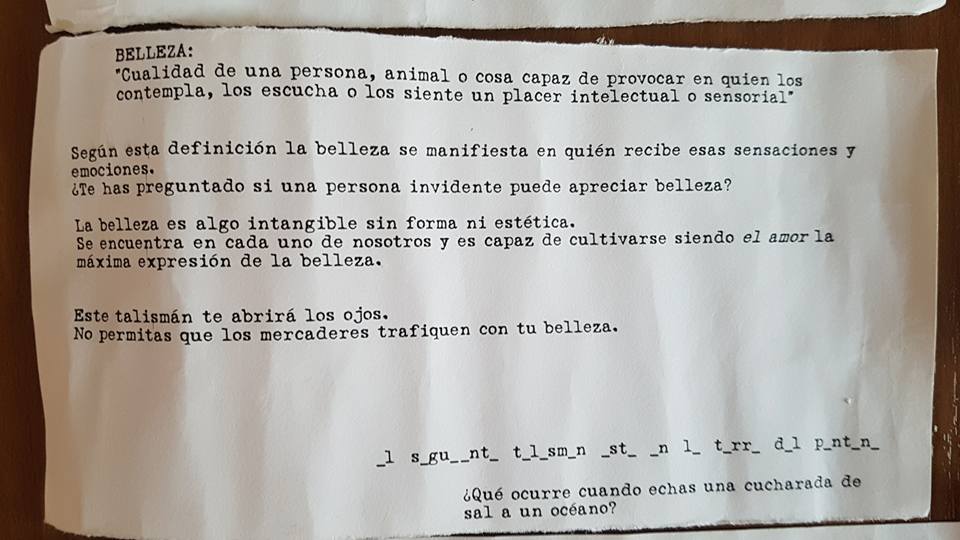 BELLEZA:
"Cualidad de una persona, animal o cosa capaz de provocar en quien los
contempla, los escucha o los siente un placer intelectual o sensorial"
Según esta definición la belleza se manifiesta en quién recibe esas sensaciones y
emociones.
¿Te has preguntado si una persona invidente puede apreciar belleza?
La belleza es algo intangible sin forma ni estética.
Se encuentra en cada uno de nosotros y es capaz de cultivarse siendo el amor la
máxima expresión de la belleza.
Este talismán te abrirá los ojos.
No permitas que los mercaderes trafiquen con tu belleza.
_l s_gu__nt_ t_l_sm_n _st_ _n l_ t_rr_ d_l p_nt_n_
¿Qué ocurre cuando echas una cucharada de
sal a un océano?